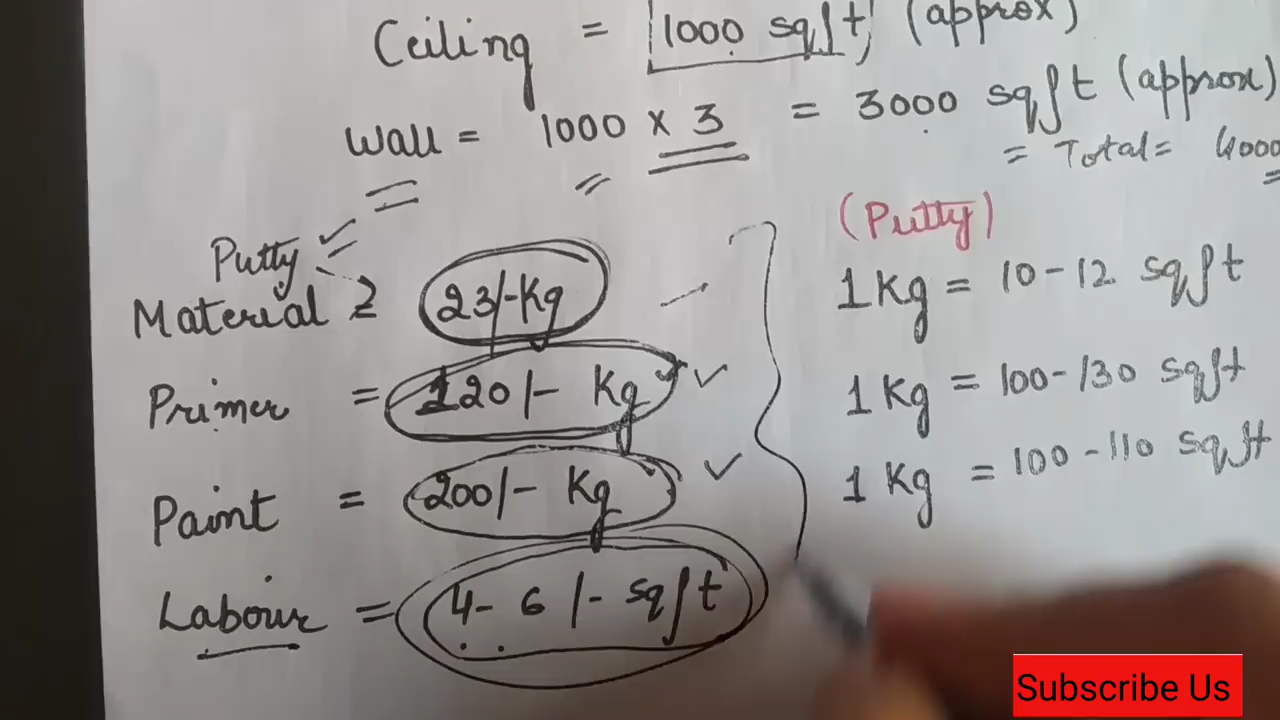 Ceiling = 1000 sqft, (approx)
Wall = 1000 x 3 = 3000 sqft (approx)
= Total = 4000
Putty
(Putty)
Material 23/- Kg
1 Kg = 10-12 sqft
Primer = 120/- Kg
1 Kg = 100-130 sqft
Paint = 200/- Kg
1 Kg = 100-110 sqft
Labour = 4-6/- sqft
Subscribe Us